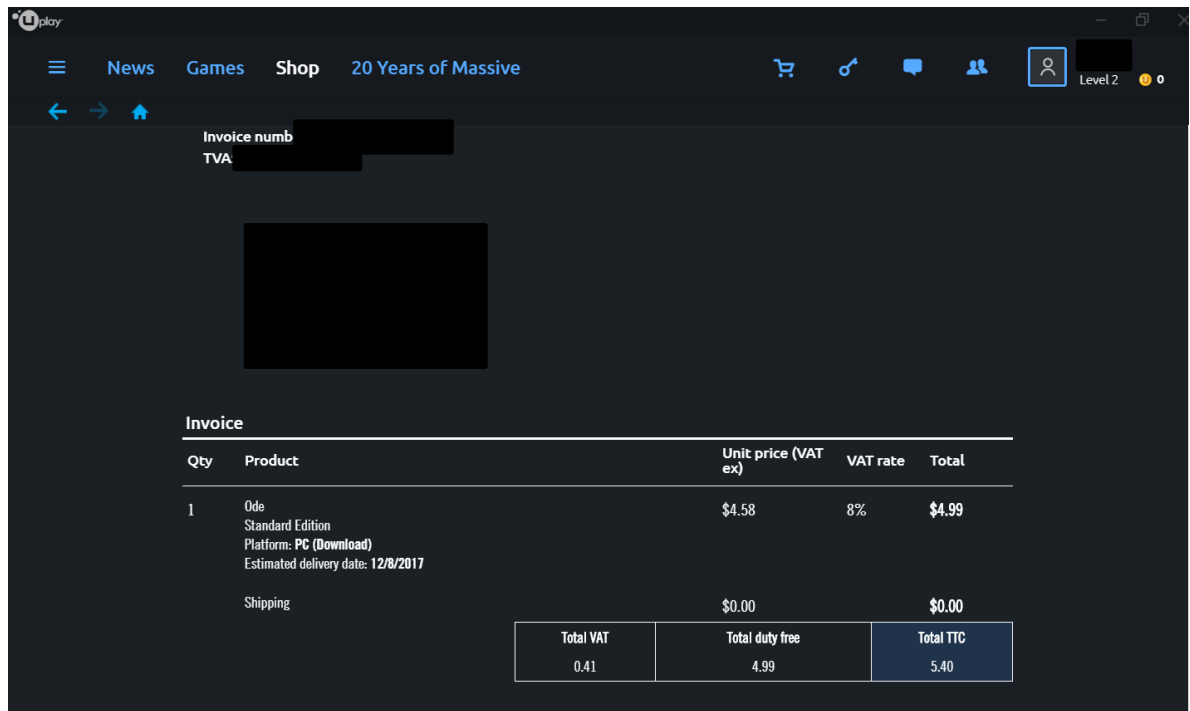 Uplay
News Games Shop 20 Years of Massive
Level 2 0
Invoice numb
TVA:
Invoice
Qty Product Unit price (VAT ex) VAT rate Total
1 Ode $4.58 8% $4.99
Standard Edition
Platform: PC (Download)
Estimated delivery date: 12/8/2017
Shipping $0.00 $0.00
Total VAT Total duty free Total TTC
0.41 4.99 5.40